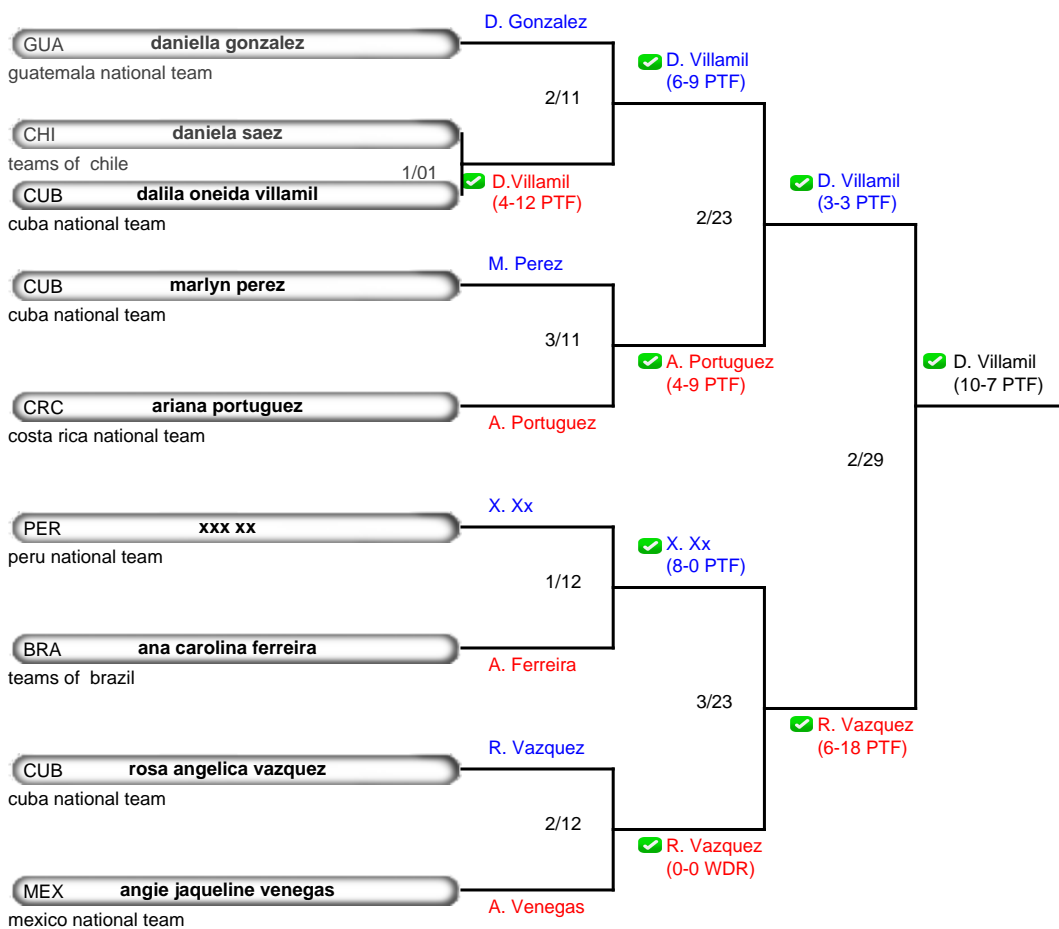 D. Gonzalez
GUA daniella gonzalez
guatemala national team
D. Villamil
(6-9 PTF)
2/11
CHI daniela saez
teams of  chile
1/01
D.Villamil
(4-12 PTF)
CUB dalila oneida villamil
cuba national team
D. Villamil
(3-3 PTF)
2/23
M. Perez
CUB marlyn perez
cuba national team
3/11
A. Portuguez
(4-9 PTF)
D. Villamil
(10-7 PTF)
CRC ariana portuguez
costa rica national team
A. Portuguez
2/29
X. Xx
PER xxx xx
peru national team
X. Xx
(8-0 PTF)
1/12
BRA ana carolina ferreira
teams of  brazil
A. Ferreira
3/23
R. Vazquez
(6-18 PTF)
R. Vazquez
CUB rosa angelica vazquez
cuba national team
2/12
R. Vazquez
(0-0 WDR)
MEX angie jaqueline venegas
mexico national team
A. Venegas